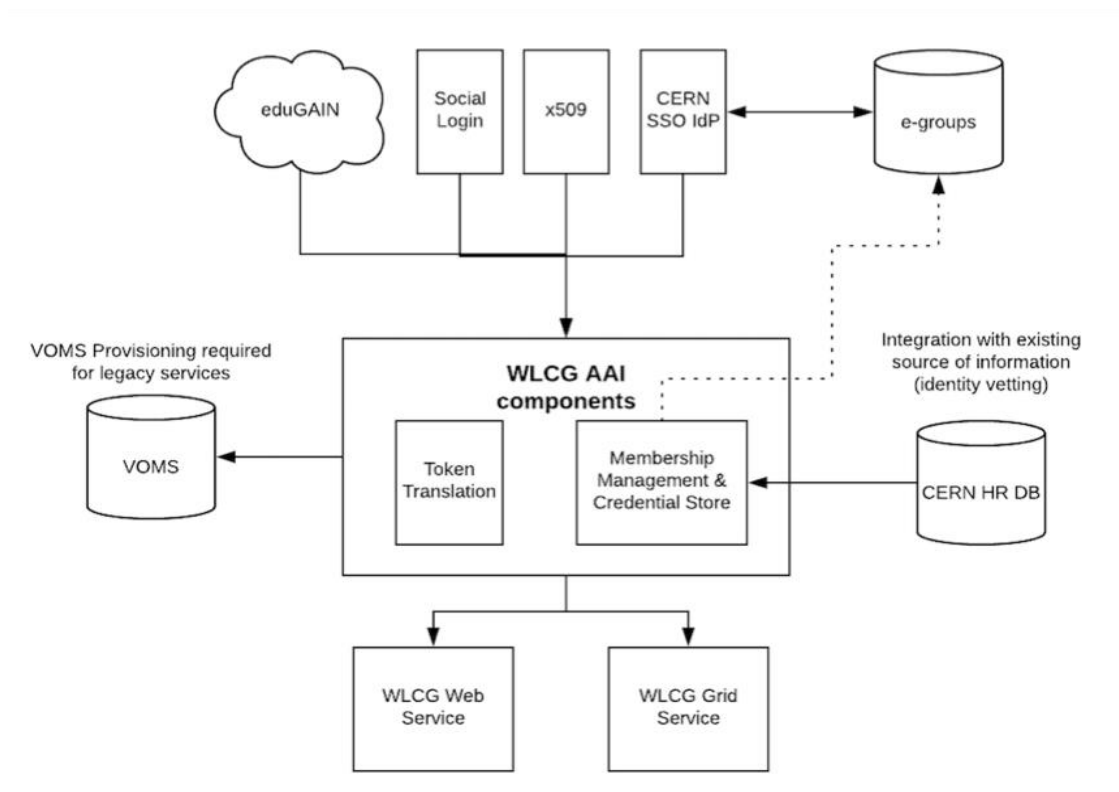 eduGAIN
Social
Login
x509
CERN
SSO IdP
e-groups
VOMS Provisioning required
for legacy services
VOMS
WLCG AAI
components
Token
Translation
Membership
Management &
Credential Store
Integration with existing
source of information
(identity vetting)
CERN HR DB
WLCG Web
Service
WLCG Grid
Service